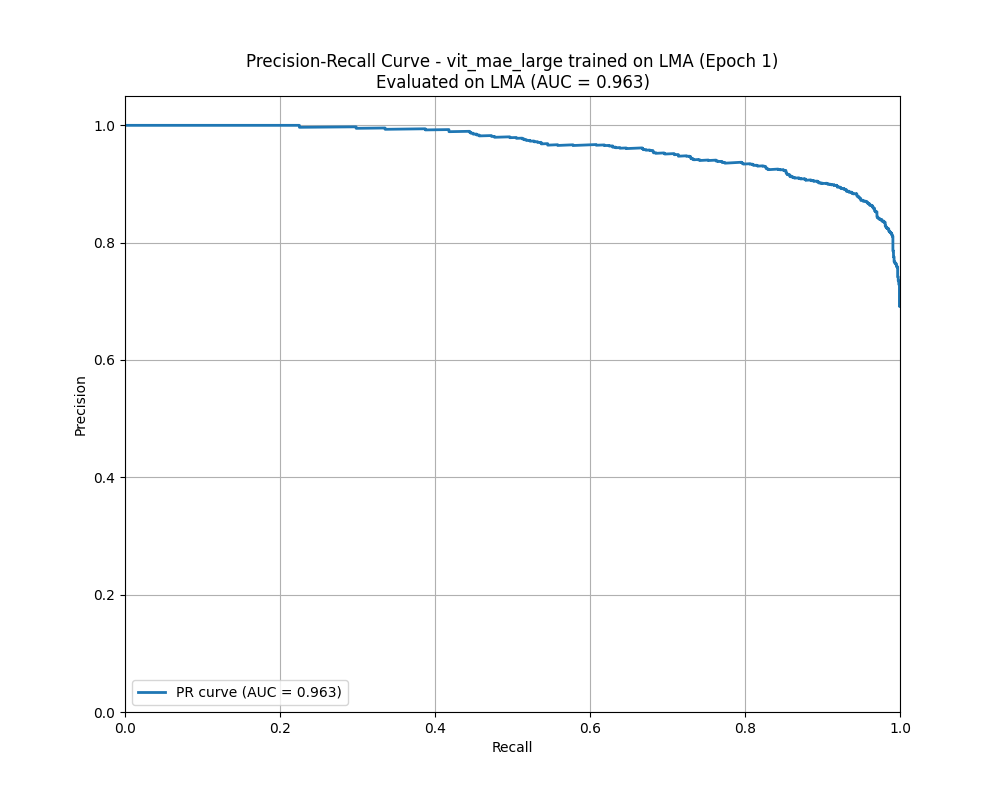 Precision-Recall Curve - vit_mae_large trained on LMA (Epoch 1)
Evaluated on LMA (AUC = 0.963)
1.0
0.8
0.6
0.4
0.2
0.0
Precision
PR curve (AUC = 0.963)
0.0 0.2 0.4 0.6 0.8 1.0
Recall